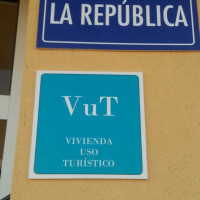 LA REPÚBLICA
VuT
VIVIENDA
USO
TURÍSTICO